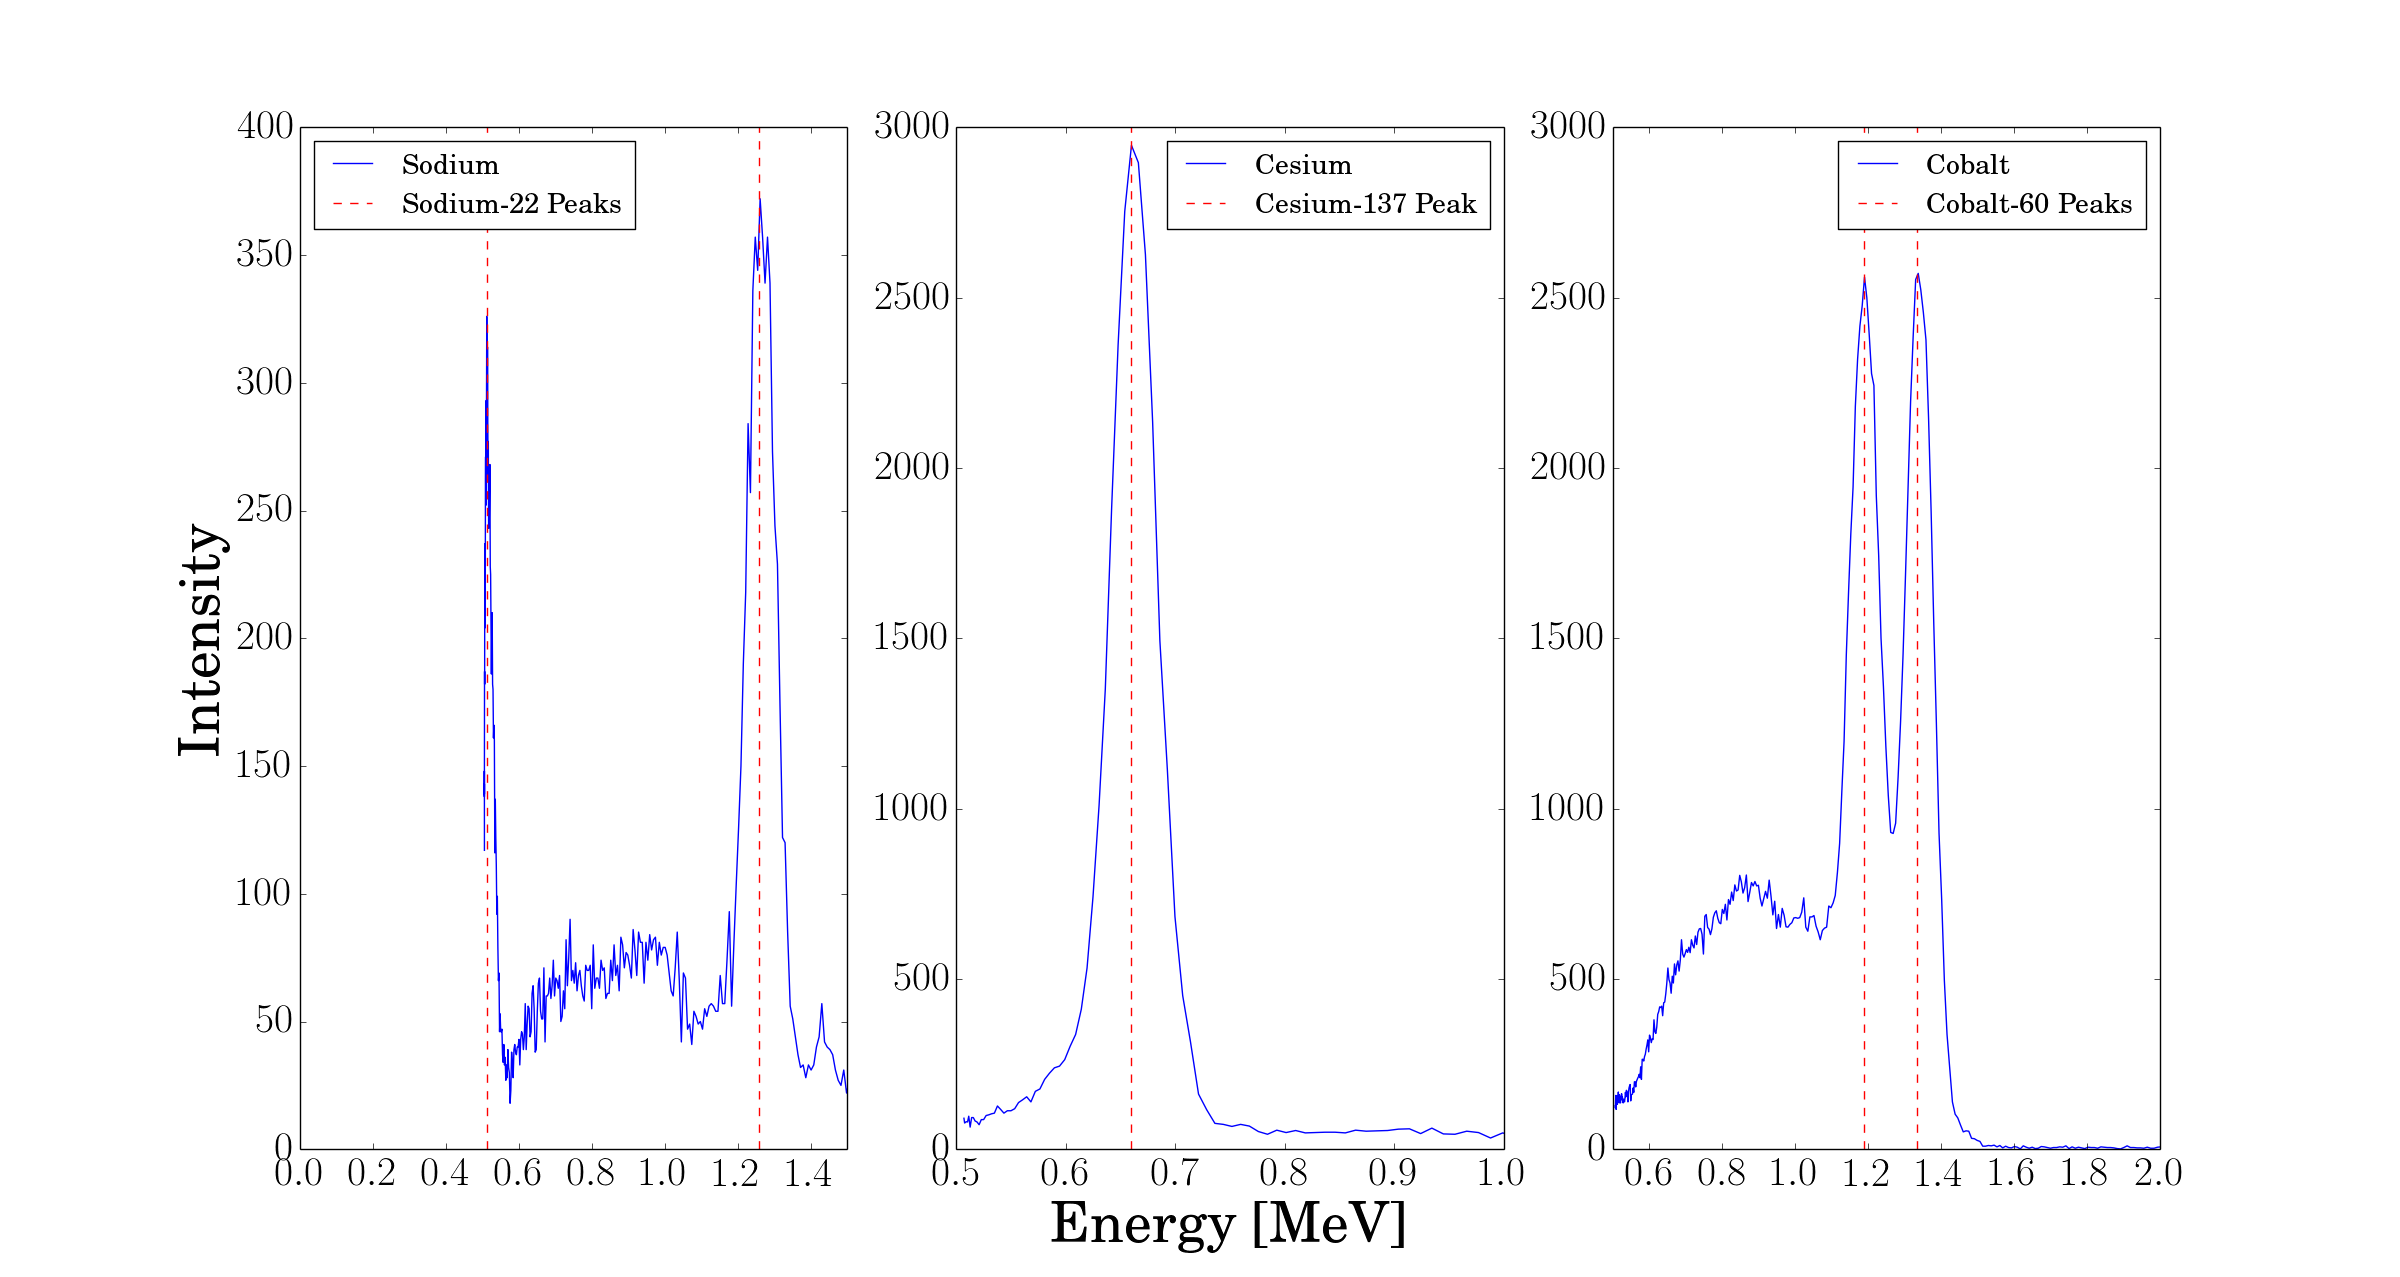 Intensity
400
350
300
250
200
150
100
50
0
0.0 0.2 0.4 0.6 0.8 1.0 1.2 1.4
Sodium
Sodium-22 Peaks
3000
2500
2000
1500
1000
500
0
0.5 0.6 0.7 0.8 0.9 1.0
Cesium
Cesium-137 Peak
3000
2500
2000
1500
1000
500
0
0.6 0.8 1.0 1.2 1.4 1.6 1.8 2.0
Cobalt
Cobalt-60 Peaks
Energy [MeV]